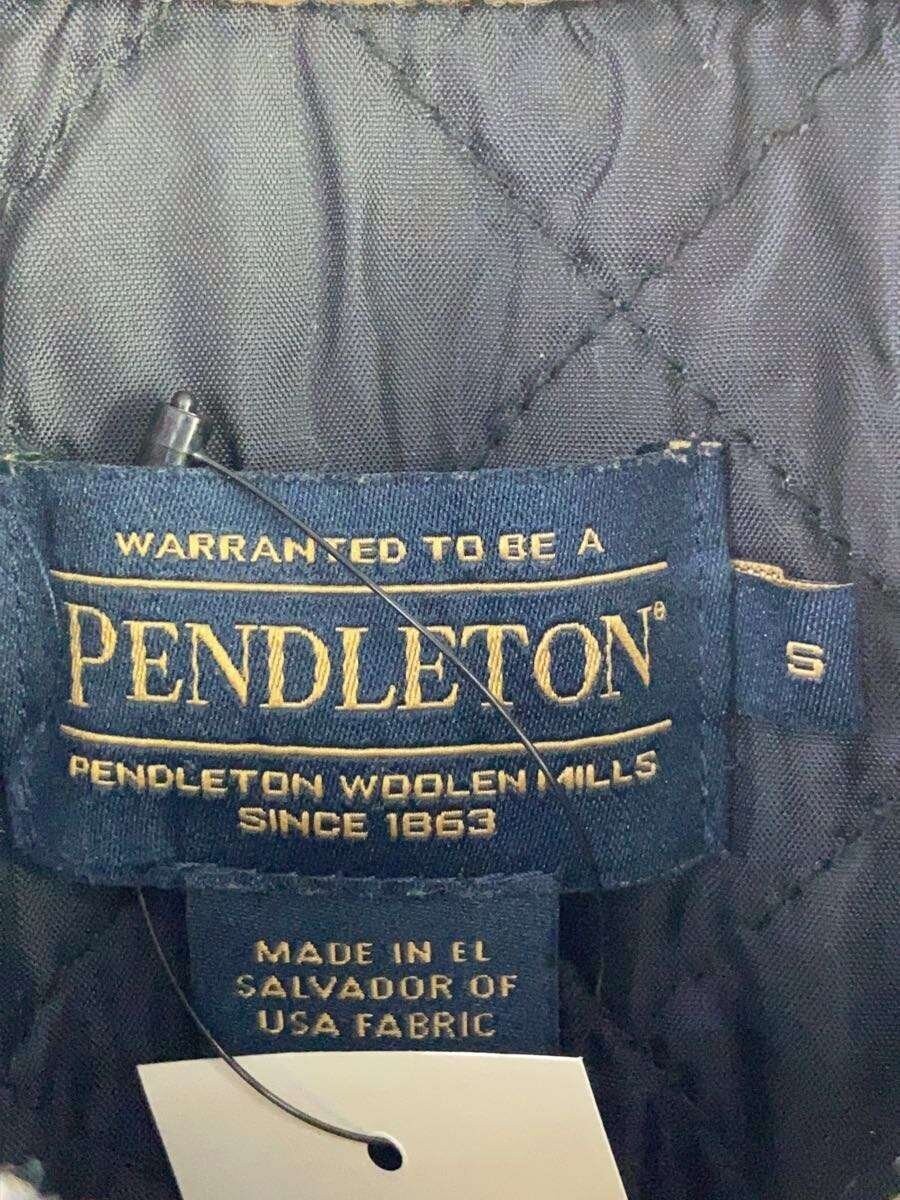 WARRANTED TO BE A
PENDLETON®
S
PENDLETON WOOLEN MILLS
SINCE 1863
MADE IN EL
SALVADOR OF
USA FABRIC